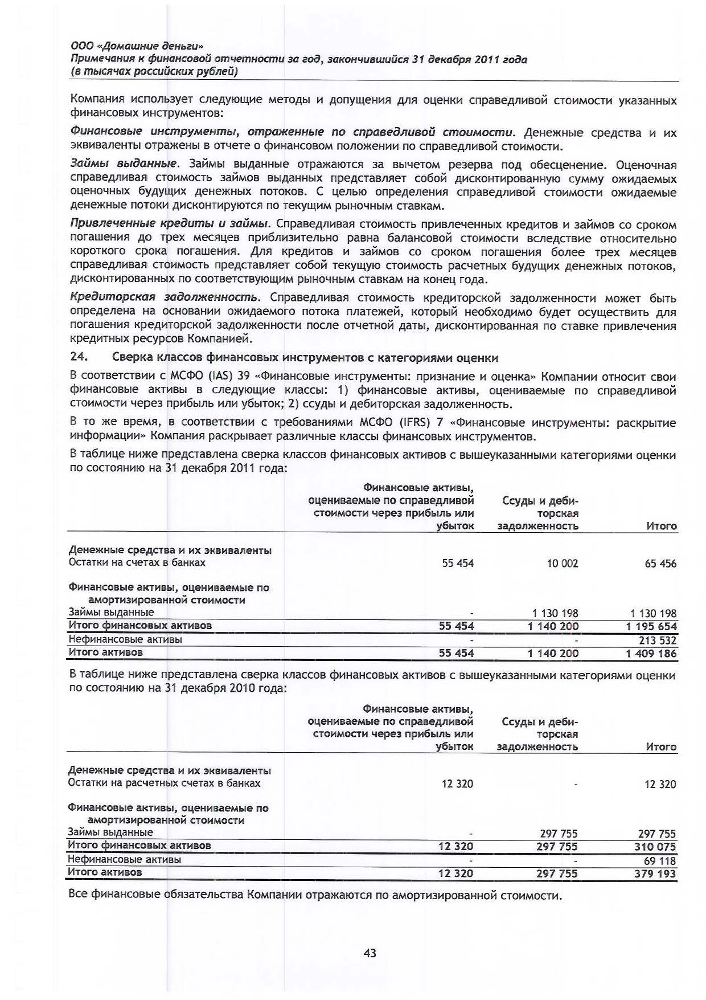 ООО «Домашние деньги»
Примечания к финансовой отчетности за год, закончившийся 31 декабря 2011 года
(в тысячах российских рублей)
Компания использует следующие методы и допущения для оценки справедливой стоимости указанных
финансовых инструментов:
Финансовые инструменты, отраженные по справедливой стоимости. Денежные средства и их
эквиваленты отражены в отчете о финансовом положении по справедливой стоимости.
Займы выданные. Займы выданные отражаются за вычетом резерва под обесценение. Оценочная
справедливая стоимость займов выданных представляет собой дисконтированную сумму ожидаемых
оценочных будущих денежных потоков. С целью определения справедливой стоимости ожидаемые
денежные потоки дисконтируются по текущим рыночным ставкам.
Привлеченные кредиты и займы. Справедливая стоимость привлеченных кредитов и займов со сроком
погашения до трех месяцев приблизительно равна балансовой стоимости вследствие относительно
короткого срока погашения. Для кредитов и займов со сроком погашения более трех месяцев
справедливая стоимость представляет собой текущую стоимость расчетных будущих денежных потоков,
дисконтированных по соответствующим рыночным ставкам на конец года.
Кредиторская задолженность. Справедливая стоимость кредиторской задолженности может быть
определена на основании ожидаемого потока платежей, который необходимо будет осуществить для
погашения кредиторской задолженности после отчетной даты, дисконтированная по ставке привлечения
кредитных ресурсов Компанией.
24. Сверка классов финансовых инструментов с категориями оценки
В соответствии с МСФО (IAS) 39 «Финансовые инструменты: признание и оценка» Компании относит свои
финансовые активы в следующие классы: 1) финансовые активы, оцениваемые по справедливой
стоимости через прибыль или убыток; 2) ссуды и дебиторская задолженность.
В то же время, в соответствии с требованиями МСФО (IFRS) 7 «Финансовые инструменты: раскрытие
информации» Компания раскрывает различные классы финансовых инструментов.
В таблице ниже представлена сверка классов финансовых активов с вышеуказанными категориями оценки
по состоянию на 31 декабря 2011 года:
Финансовые активы,
оцениваемые по справедливой Ссуды и деби-
стоимости через прибыль или торская
убыток задолженность Итого
Денежные средства и их эквиваленты
Остатки на счетах в банках 55 454 10 002 65 456
Финансовые активы, оцениваемые по
амортизированной стоимости
Займы выданные - 1 130 198 1 130 198
Итого финансовых активов 55 454 1 140 200 1 195 654
Нефинансовые активы - - 213 532
Итого активов 55 454 1 140 200 1 409 186
В таблице ниже представлена сверка классов финансовых активов с вышеуказанными категориями оценки
по состоянию на 31 декабря 2010 года:
Финансовые активы,
оцениваемые по справедливой Ссуды и деби-
стоимости через прибыль или торская
убыток задолженность Итого
Денежные средства и их эквиваленты
Остатки на расчетных счетах в банках 12 320 - 12 320
Финансовые активы, оцениваемые по
амортизированной стоимости
Займы выданные - 297 755 297 755
Итого финансовых активов 12 320 297 755 310 075
Нефинансовые активы - - 69 118
Итого активов 12 320 297 755 379 193
Все финансовые обязательства Компании отражаются по амортизированной стоимости.
43